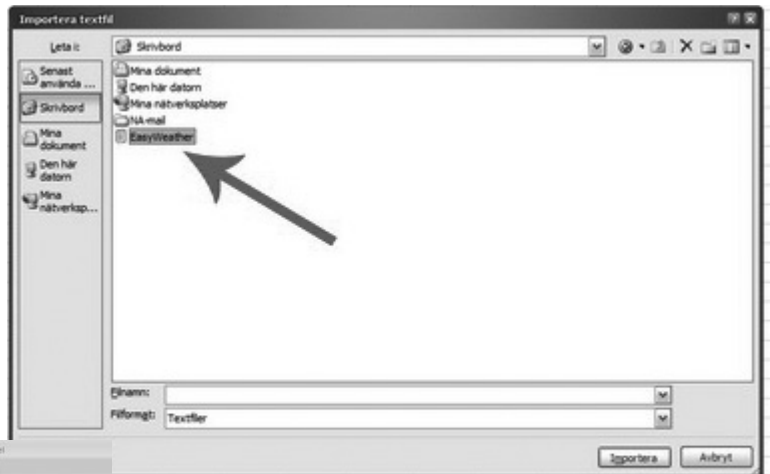 Importera textfil
Leta i:
Skrivbord
Senast
använda ...
Skrivbord
Mina
dokument
Den här
datorn
Mina
nätverksp...
Mina dokument
Den här datorn
Mina nätverksplatser
NA-mail
EasyWeather
Filnamn:
Filformat:
Textfiler
Importera
Avbryt